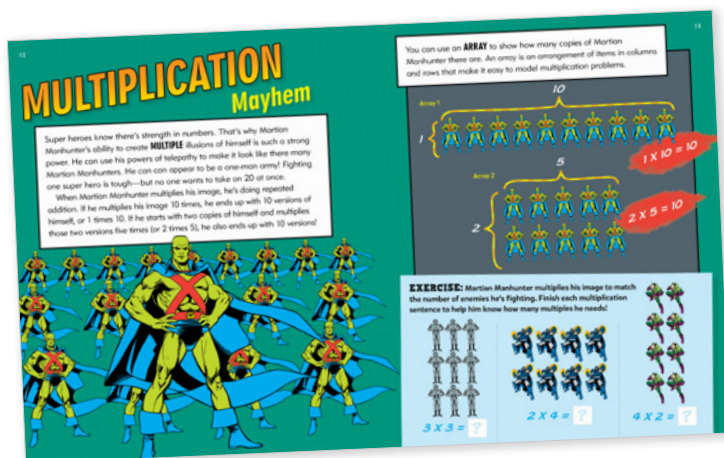 12
MULTIPLICATION
Mayhem
Super heroes know there's strength in numbers. That's why Martian
Manhunter's ability to create MULTIPLE illusions of himself is such a strong
power. He can use his powers of telepathy to make it look like there many
Martian Manhunters. He can can appear to be a one-man army! Fighting
one super hero is tough—but no one wants to take on 20 at once.
When Martian Manhunter multiplies his image, he's doing repeated
addition. If he multiplies his image 10 times, he ends up with 10 versions of
himself, or 1 times 10. If he starts with two copies of himself and multiplies
those two versions five times (or 2 times 5), he also ends up with 10 versions!
13
You can use an ARRAY to show how many copies of Martian
Manhunter there are. An array is an arrangement of items in columns
and rows that make it easy to model multiplication problems.
10
Array 1
1
1 X 10 = 10
5
Array 2
2
2 X 5 = 10
EXERCISE: Martian Manhunter multiplies his image to match
the number of enemies he's fighting. Finish each multiplication
sentence to help him know how many multiples he needs!
3 X 3 = ?
2 X 4 = ?
4 X 2 = ?